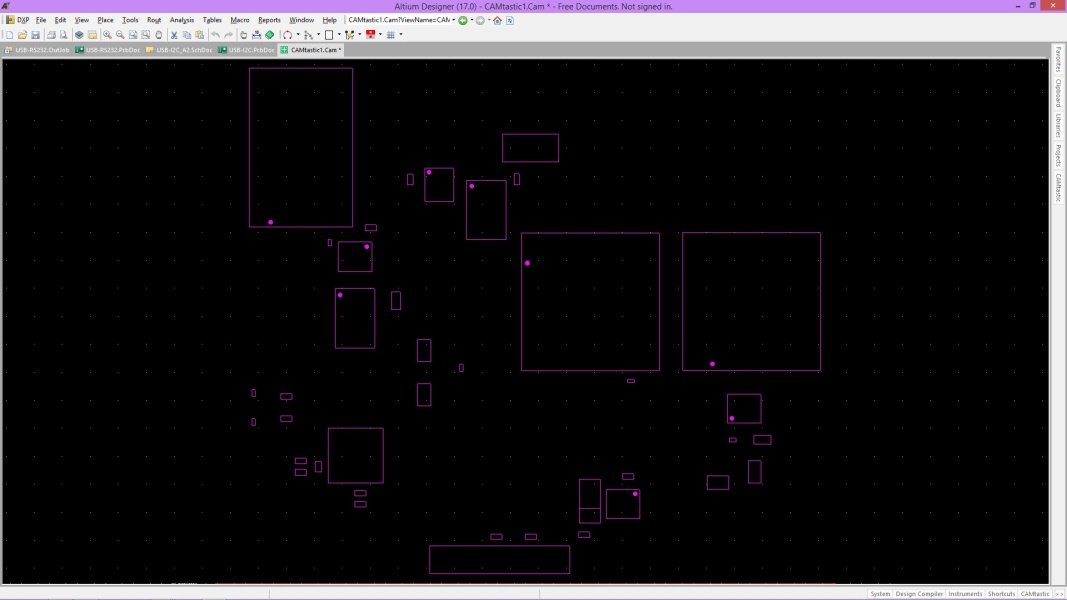 Altium Designer (17.0) - CAMtastic1.Cam * - Free Documents. Not signed in.
DXP File Edit View Place Tools Rout Analysis Tables Macro Reports Window Help CAMtastic1.Cam?ViewName=CAM
USB-RS232.OutJob USB-RS232.PcbDoc USB-I2C_A2.SchDoc USB-I2C.PcbDoc CAMtastic1.Cam *
Favorites
Clipboard
Libraries
Projects
CAMtastic
System Design Compiler Instruments Shortcuts CAMtastic >>